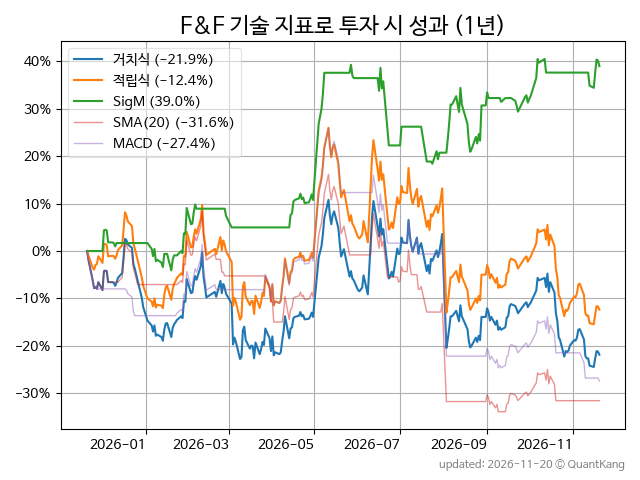 F&F 기술 지표로 투자 시 성과 (1년)
거치식 (−21.9%)
적립식 (−12.4%)
SigM (39.0%)
SMA(20) (−31.6%)
MACD (−27.4%)
40%
30%
20%
10%
0%
−10%
−20%
−30%
2026-01 2026-03 2026-05 2026-07 2026-09 2026-11
updated: 2026-11-20 © QuantKang